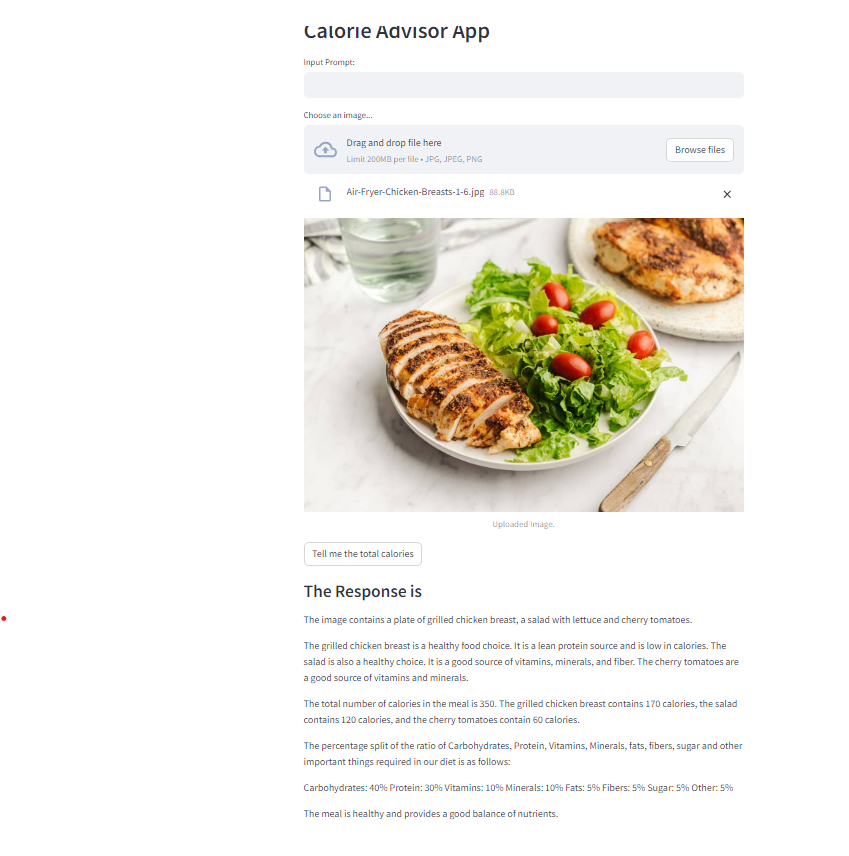 Calorie Advisor App
Input Prompt:
Choose an image...
Drag and drop file here
Limit 200MB per file • JPG, JPEG, PNG
Browse files
Air-Fryer-Chicken-Breasts-1-6.jpg 88.8KB
Uploaded Image.
Tell me the total calories
The Response is
The image contains a plate of grilled chicken breast, a salad with lettuce and cherry tomatoes.
The grilled chicken breast is a healthy food choice. It is a lean protein source and is low in calories. The
salad is also a healthy choice. It is a good source of vitamins, minerals, and fiber. The cherry tomatoes are
a good source of vitamins and minerals.
The total number of calories in the meal is 350. The grilled chicken breast contains 170 calories, the salad
contains 120 calories, and the cherry tomatoes contain 60 calories.
The percentage split of the ratio of Carbohydrates, Protein, Vitamins, Minerals, fats, fibers, sugar and other
important things required in our diet is as follows:
Carbohydrates: 40% Protein: 30% Vitamins: 10% Minerals: 10% Fats: 5% Fibers: 5% Sugar: 5% Other: 5%
The meal is healthy and provides a good balance of nutrients.